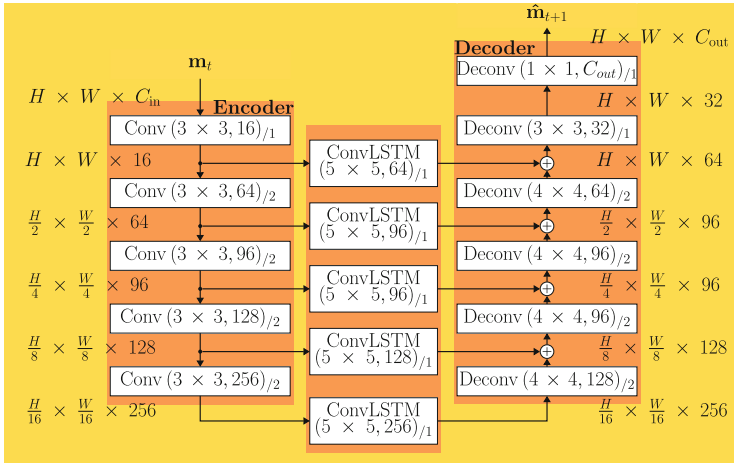 m̂_{t+1}
H × W × C_out
Decoder
m_t
Deconv (1 × 1, C_out)_{/1}
H × W × C_in
H × W × 32
Encoder
Conv (3 × 3, 16)_{/1}
Deconv (3 × 3, 32)_{/1}
H × W × 16
ConvLSTM
(5 × 5, 64)_{/1}
+
H × W × 64
Conv (3 × 3, 64)_{/2}
Deconv (4 × 4, 64)_{/2}
H/2 × W/2 × 64
ConvLSTM
(5 × 5, 96)_{/1}
+
H/2 × W/2 × 96
Conv (3 × 3, 96)_{/2}
Deconv (4 × 4, 96)_{/2}
H/4 × W/4 × 96
ConvLSTM
(5 × 5, 96)_{/1}
+
H/4 × W/4 × 96
Conv (3 × 3, 128)_{/2}
Deconv (4 × 4, 96)_{/2}
H/8 × W/8 × 128
ConvLSTM
(5 × 5, 128)_{/1}
+
H/8 × W/8 × 128
Conv (3 × 3, 256)_{/2}
Deconv (4 × 4, 128)_{/2}
H/16 × W/16 × 256
ConvLSTM
(5 × 5, 256)_{/1}
H/16 × W/16 × 256